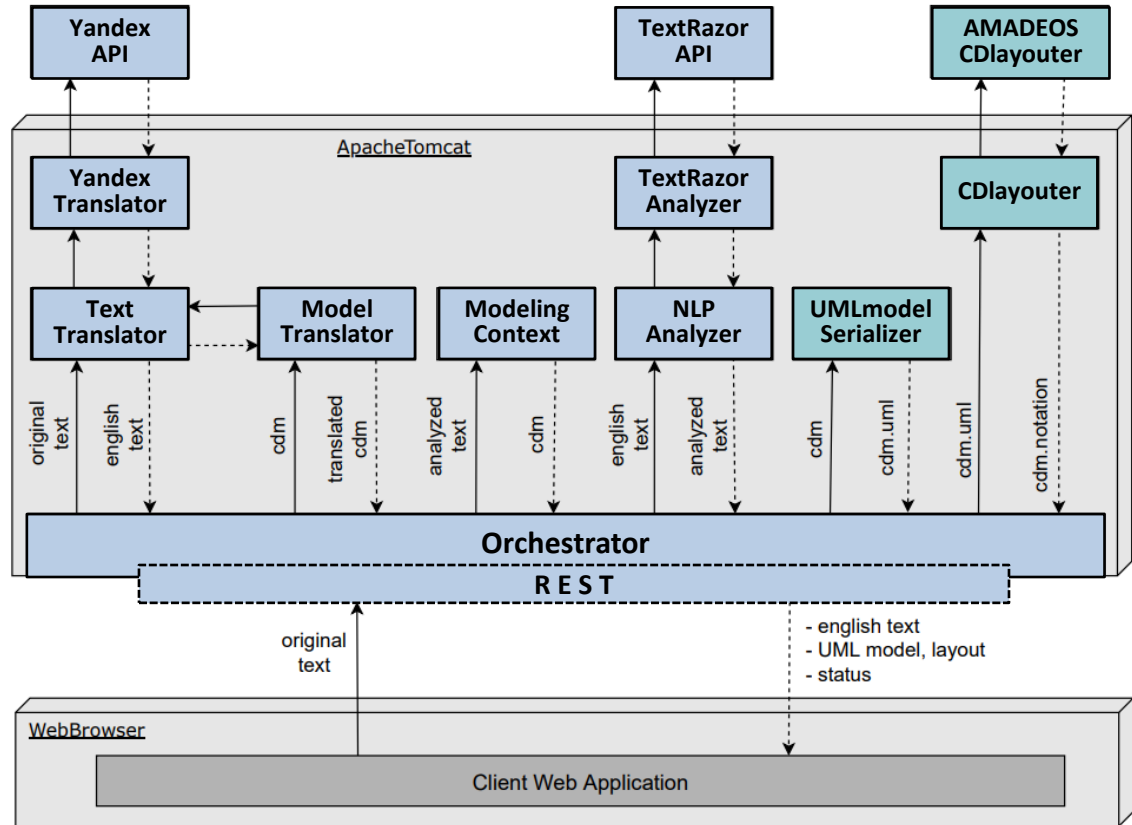 Yandex
API
TextRazor
API
AMADEOS
CDlayouter
ApacheTomcat
Yandex
Translator
TextRazor
Analyzer
CDlayouter
Text
Translator
Model
Translator
Modeling
Context
NLP
Analyzer
UMLmodel
Serializer
original
text
english
text
cdm
translated
cdm
analyzed
text
cdm
english
text
analyzed
text
cdm
cdm.uml
cdm.uml
cdm.notation
Orchestrator
R E S T
original
text
- english text
- UML model, layout
- status
WebBrowser
Client Web Application